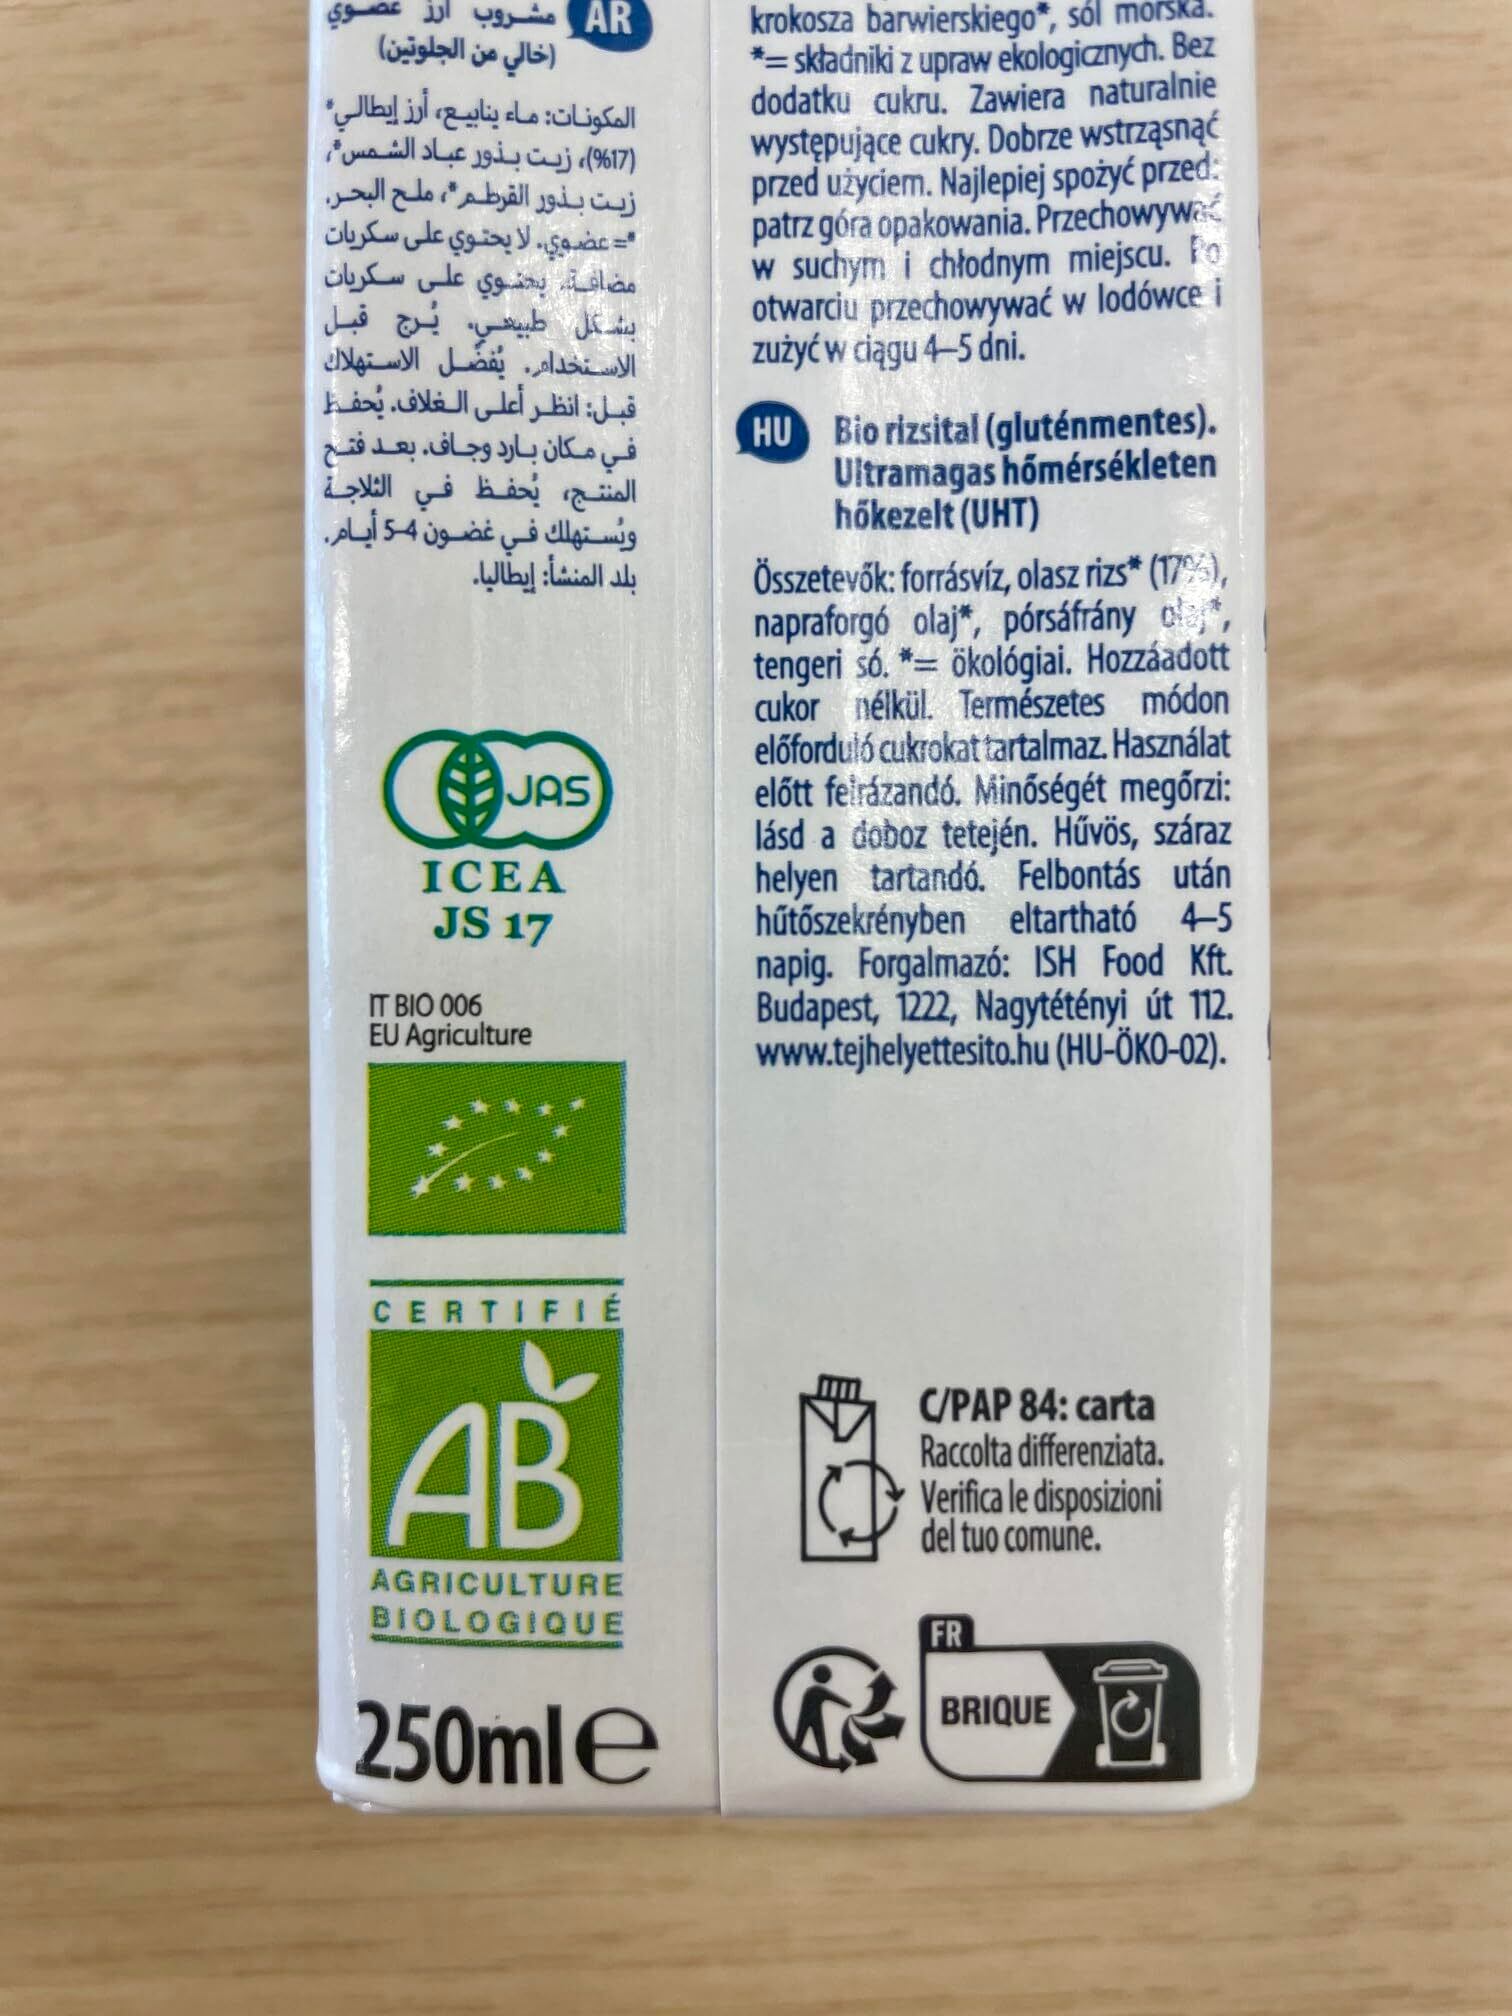 AR
مشروب أرز عضوي
(خالي من الجلوتين)
المكونات: ماء ينابيع، أرز إيطالي*
(17%)، زيت بذور عباد الشمس*،
زيت بذور القرطم*، ملح البحر.
*=عضوي. لا يحتوي على سكريات
مضافة. يحتوي على سكريات
بشكل طبيعي. يُرج قبل
الاستخدام. يُفضّل الاستهلاك
قبل: انظر أعلى الغلاف. يُحفظ
في مكان بارد وجاف. بعد فتح
المنتج، يُحفظ في الثلاجة
ويُستهلك في غضون 4-5 أيام.
بلد المنشأ: إيطاليا.
JAS
ICEA
JS 17
IT BIO 006
EU Agriculture
CERTIFIÉ
AB
AGRICULTURE
BIOLOGIQUE
250ml e
krokosza barwierskiego*, sól morska.
*= składniki z upraw ekologicznych. Bez
dodatku cukru. Zawiera naturalnie
występujące cukry. Dobrze wstrząsnąć
przed użyciem. Najlepiej spożyć przed:
patrz góra opakowania. Przechowywać
w suchym i chłodnym miejscu. Po
otwarciu przechowywać w lodówce i
zużyć w ciągu 4–5 dni.
HU
Bio rizsital (gluténmentes).
Ultramagas hőmérsékleten
hőkezelt (UHT)
Összetevők: forrásvíz, olasz rizs* (17%),
napraforgó olaj*, pórsáfrány olaj*,
tengeri só. *= ökológiai. Hozzáadott
cukor nélkül. Természetes módon
előforduló cukrokat tartalmaz. Használat
előtt felrázandó. Minőségét megőrzi:
lásd a doboz tetején. Hűvös, száraz
helyen tartandó. Felbontás után
hűtőszekrényben eltartható 4–5
napig. Forgalmazó: ISH Food Kft.
Budapest, 1222, Nagytétényi út 112.
www.tejhelyettesito.hu (HU-ÖKO-02).
C/PAP 84: carta
Raccolta differenziata.
Verifica le disposizioni
del tuo comune.
FR
BRIQUE